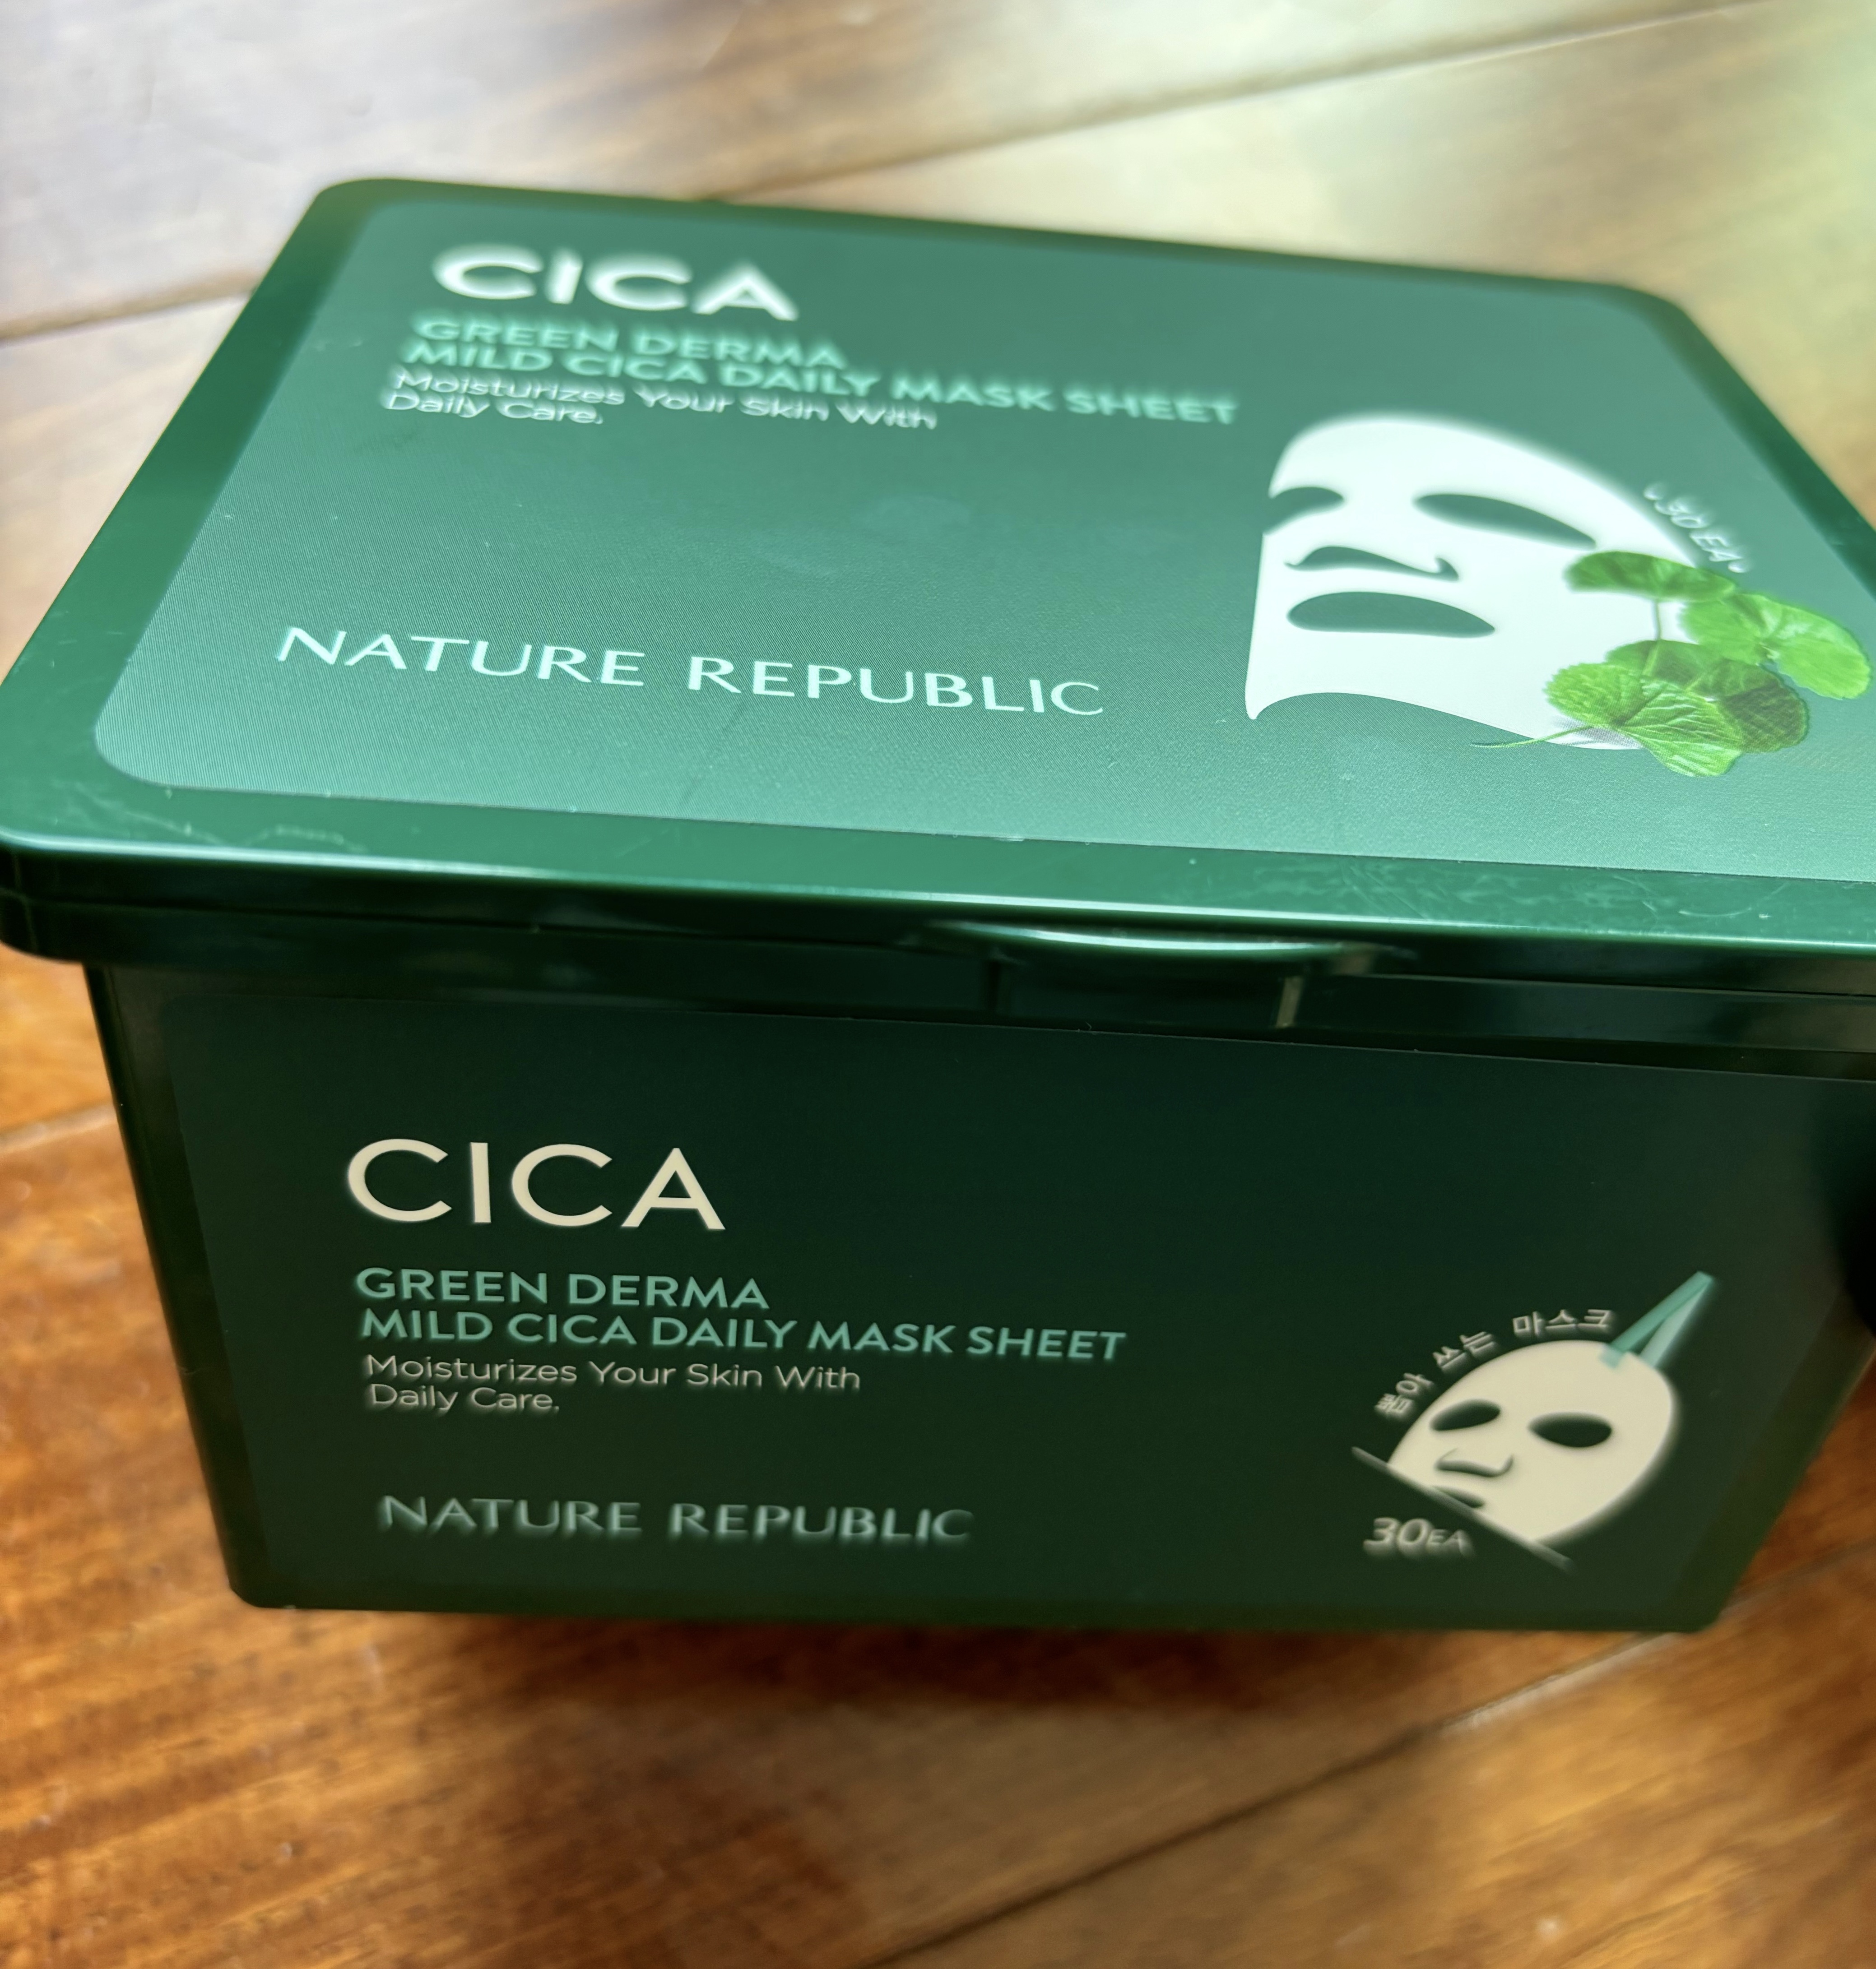 CICA
GREEN DERMA
MILD CICA DAILY MASK SHEET
Moisturizes Your Skin With
Daily Care.
30 EA
NATURE REPUBLIC
CICA
GREEN DERMA
MILD CICA DAILY MASK SHEET
Moisturizes Your Skin With
Daily Care.
뽑아 쓰는 마스크
NATURE REPUBLIC
30EA